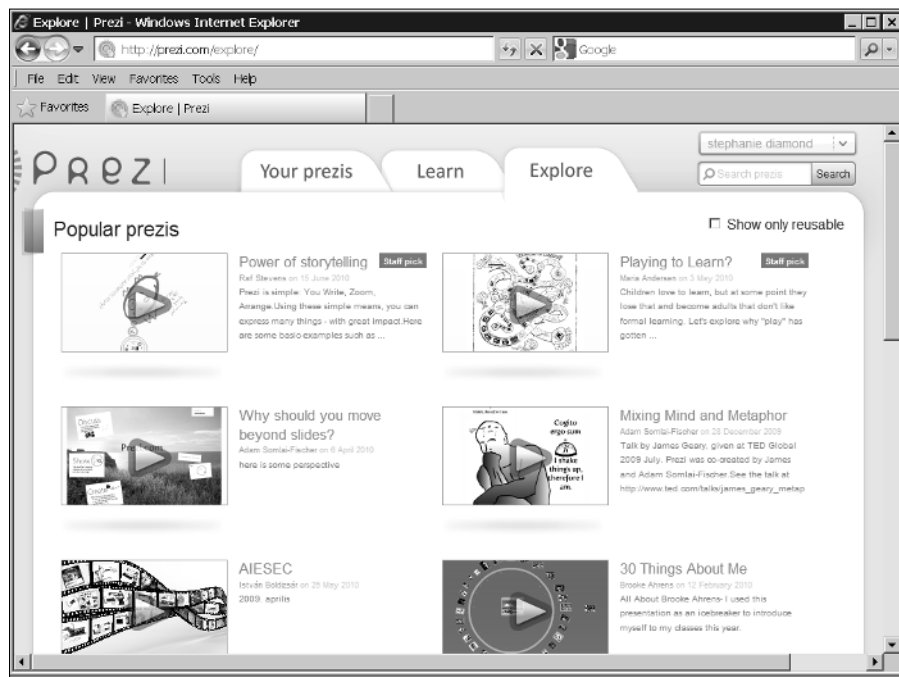 Explore | Prezi - Windows Internet Explorer
http://prezi.com/explore/
Google
File Edit View Favorites Tools Help
Favorites
Explore | Prezi
PREZI
Your prezis
Learn
Explore
stephanie diamond
Search prezis
Search
Popular prezis
Show only reusable
Power of storytelling
Staff pick
Raf Stevens on 15 June 2010
Prezi is simple: You Write, Zoom,
Arrange.Using these simple means, you can
express many things - with great impact.Here
are some basic examples such as ...
Playing to Learn?
Staff pick
Maria Andersen on 3 May 2010
Children love to learn, but at some point they
lose that and become adults that don't like
formal learning. Let's explore why "play" has
gotten ...
Discuss
Show
Create
Prezi.com
Why should you move
beyond slides?
Adam Somlai-Fischer on 6 April 2010
here is some perspective
Cogito
ergo sum
I shake
things up,
therefore I
am.
Mixing Mind and Metaphor
Adam Somlai-Fischer on 28 December 2009
Talk by James Geary, given at TED Global
2009 July. Prezi was co-created by James
and Adam Somlai-Fischer.See the talk at
http://www.ted.com/talks/james_geary_metap
AIESEC
István Boldizsár on 28 May 2010
2009. aprilis
30 Things About Me
Brooke Ahrens on 12 February 2010
All About Brooke Ahrens- I used this
presentation as an icebreaker to introduce
myself to my classes this year.